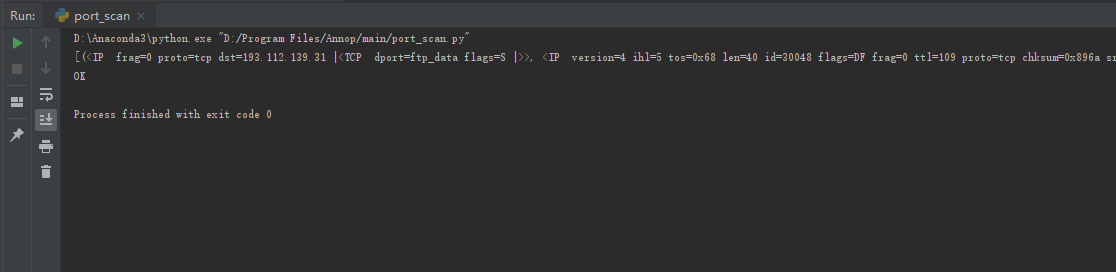 Run: port_scan
D:\Anaconda3\python.exe "D:/Program Files/Annop/main/port_scan.py"
[(<IP frag=0 proto=tcp dst=193.112.139.31 |<TCP dport=ftp_data flags=S |>>, <IP version=4 ihl=5 tos=0x68 len=40 id=30048 flags=DF frag=0 ttl=109 proto=tcp chksum=0x896a sr
OK
Process finished with exit code 0